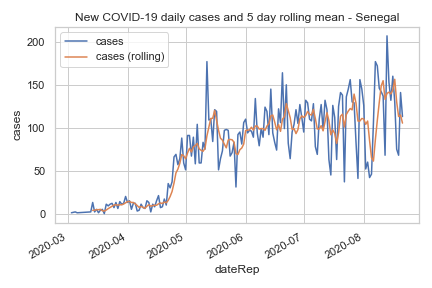 New COVID-19 daily cases and 5 day rolling mean - Senegal
cases
cases (rolling)
200
150
100
50
0
cases
2020-03
2020-04
2020-05
2020-06
2020-07
2020-08
dateRep